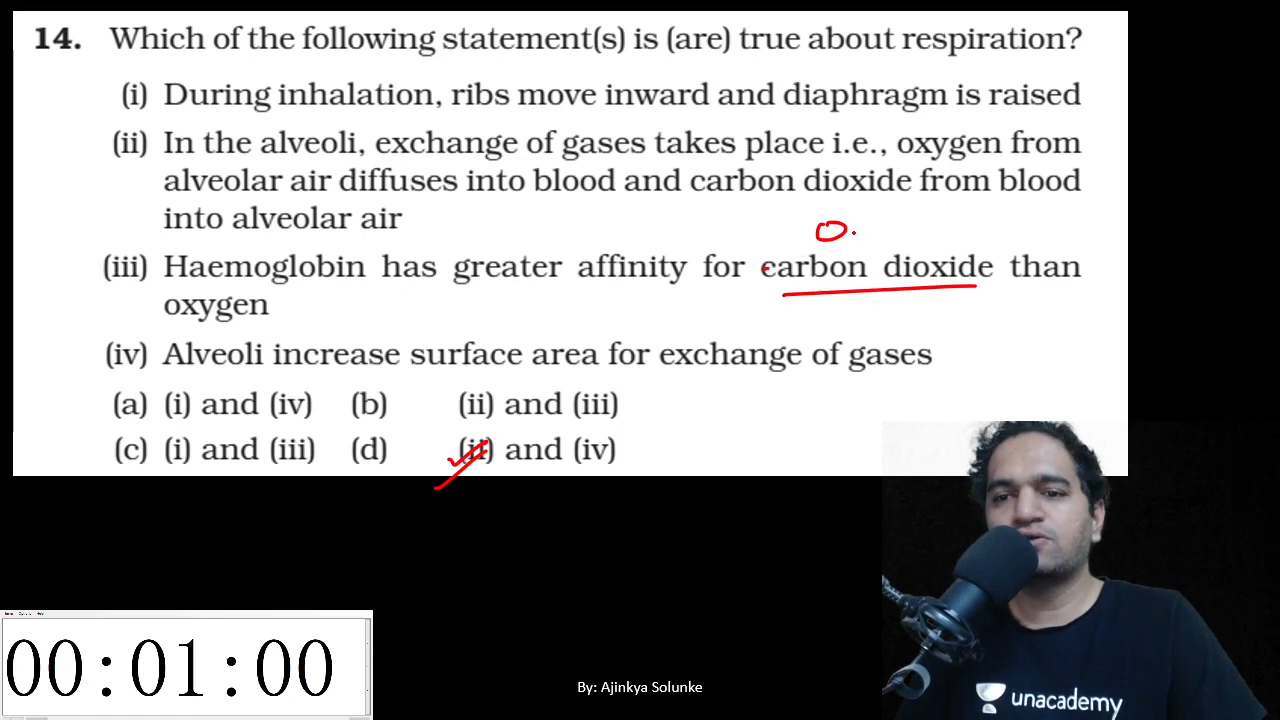 14. Which of the following statement(s) is (are) true about respiration?
(i) During inhalation, ribs move inward and diaphragm is raised
(ii) In the alveoli, exchange of gases takes place i.e., oxygen from
alveolar air diffuses into blood and carbon dioxide from blood
into alveolar air
O.
(iii) Haemoglobin has greater affinity for carbon dioxide than
oxygen
(iv) Alveoli increase surface area for exchange of gases
(a) (i) and (iv) (b) (ii) and (iii)
(c) (i) and (iii) (d) (ii) and (iv)
00:01:00
By: Ajinkya Solunke
unacademy